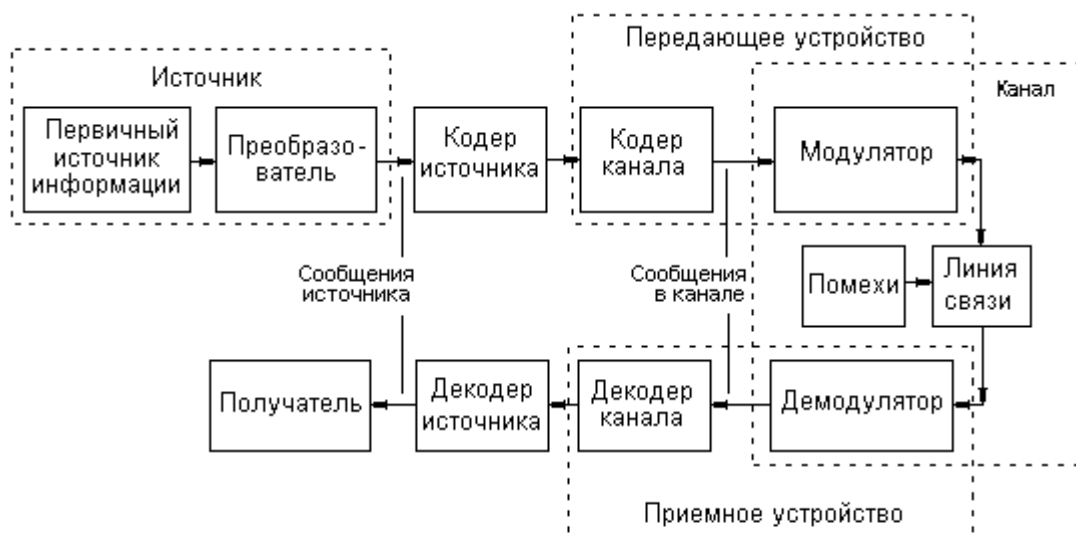 Передающее устройство
Источник
Канал
Первичный
источник
информации
Преобразо-
ватель
Кодер
источника
Кодер
канала
Модулятор
Сообщения
источника
Сообщения
в канале
Помехи
Линия
связи
Получатель
Декодер
источника
Декодер
канала
Демодулятор
Приемное устройство